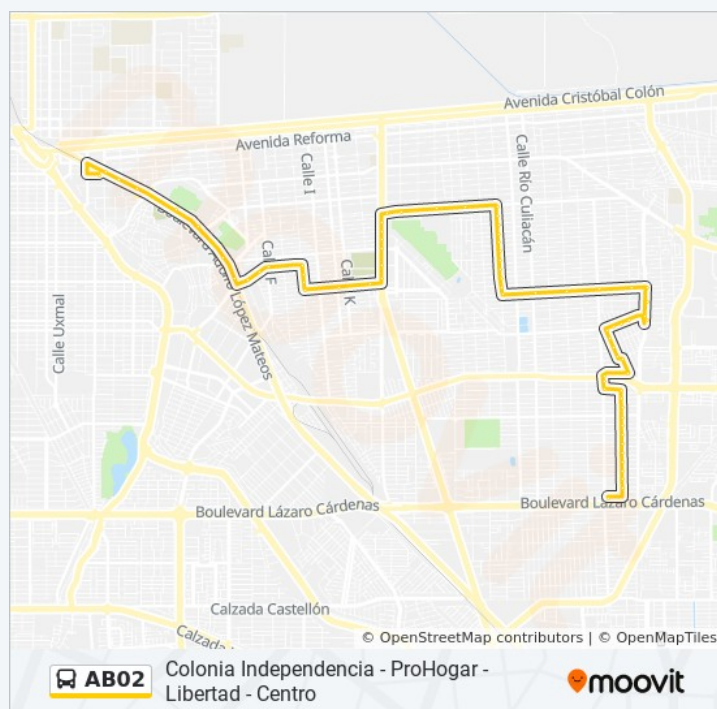 Avenida Cristóbal Colón
Avenida Reforma
Calle I
Calle Río Culiacán
Boulevard Adolfo López Mateos
Calle F
Calle K
Calle Uxmal
Boulevard Lázaro Cárdenas
Boulevard Lázaro Cárdenas
Calzada Castellón
Calzada
© OpenStreetMap contributors | © OpenMapTiles
AB02
Colonia Independencia - ProHogar -
Libertad - Centro
moovit